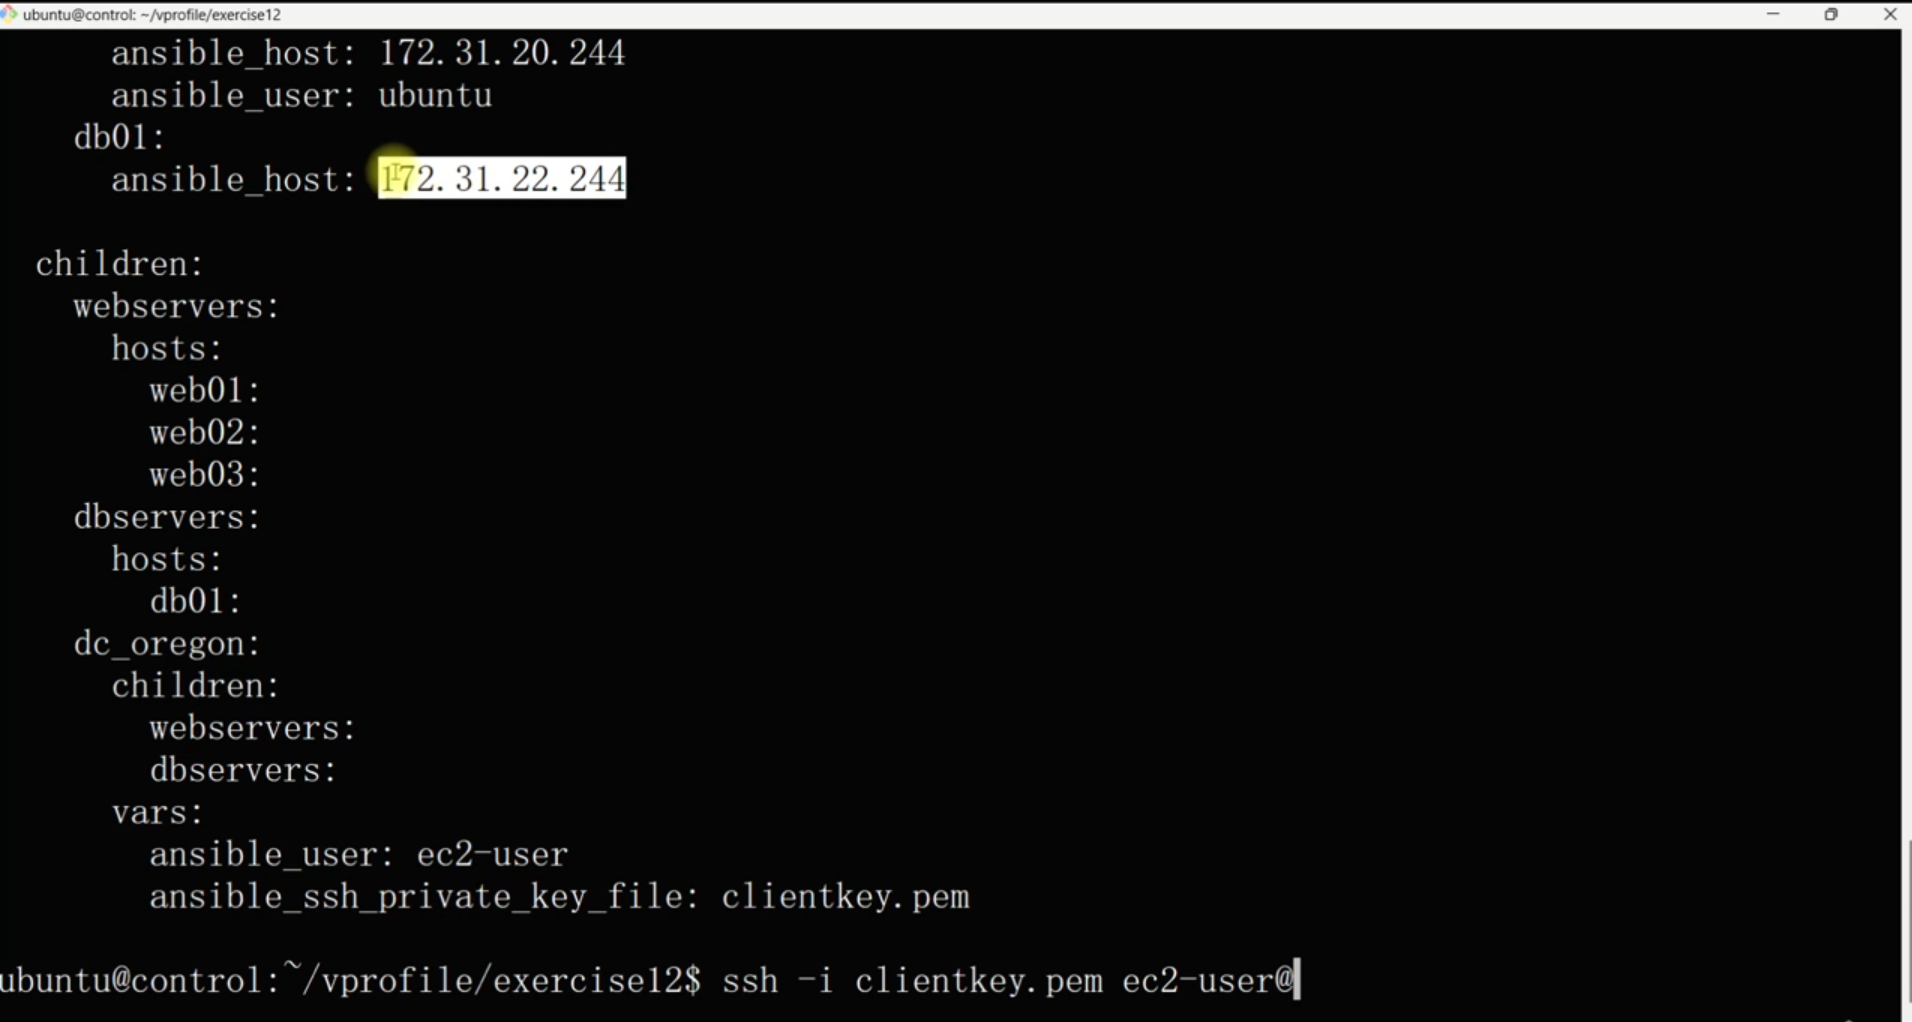 ubuntu@control: ~/vprofile/exercise12
ansible_host: 172.31.20.244
ansible_user: ubuntu
db01:
ansible_host: 172.31.22.244
children:
webservers:
hosts:
web01:
web02:
web03:
dbservers:
hosts:
db01:
dc_oregon:
children:
webservers:
dbservers:
vars:
ansible_user: ec2-user
ansible_ssh_private_key_file: clientkey.pem
ubuntu@control:~/vprofile/exercise12$ ssh -i clientkey.pem ec2-user@